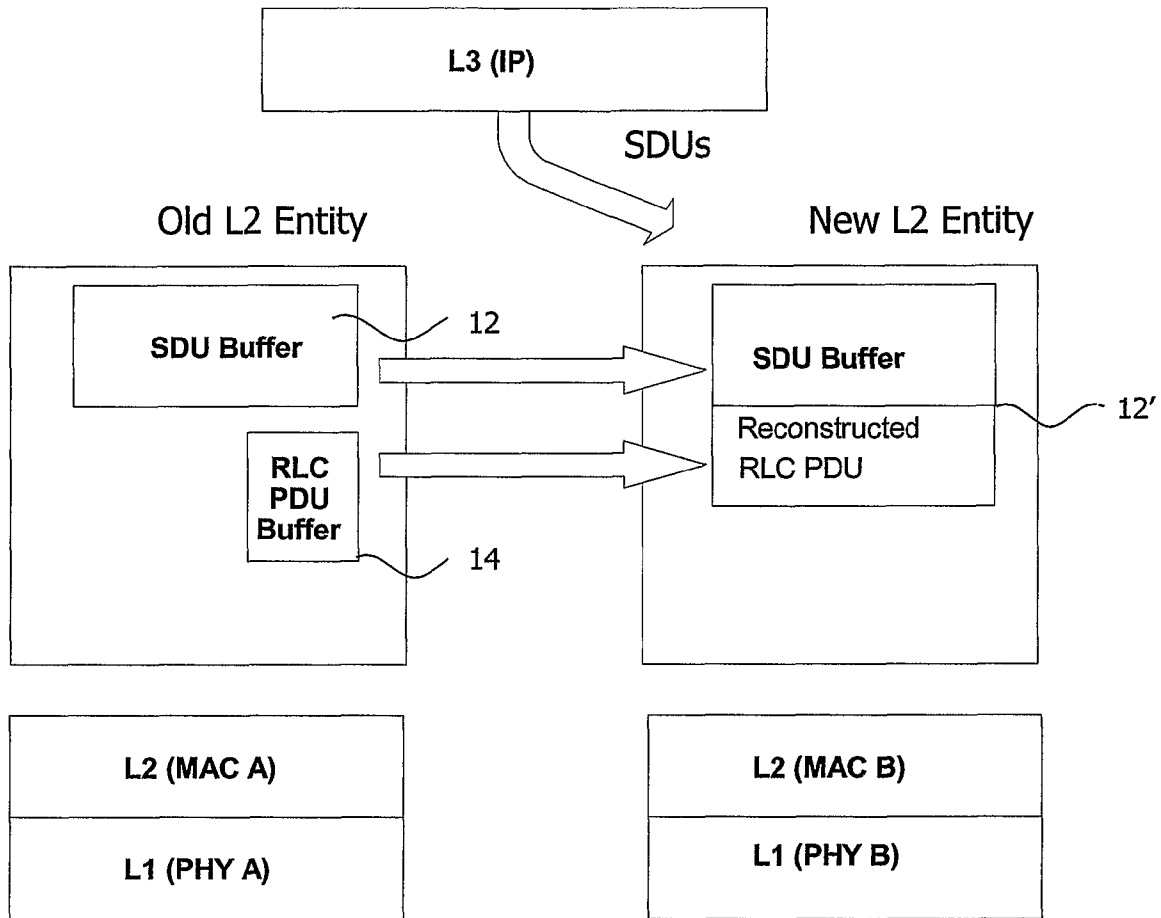 L3 (IP)
SDUs
Old L2 Entity
New L2 Entity
SDU Buffer
12
SDU Buffer
12'
Reconstructed
RLC PDU
RLC
PDU
Buffer
14
L2 (MAC A)
L2 (MAC B)
L1 (PHY A)
L1 (PHY B)